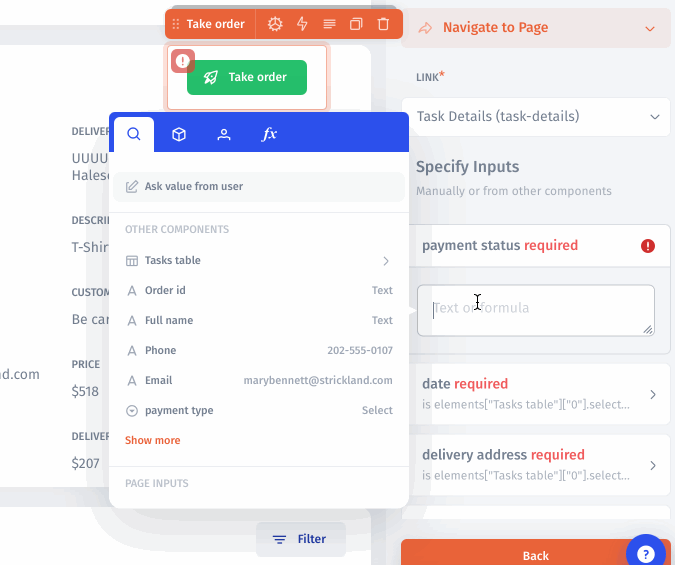 Take order
Take order
DELIVER
UUUU
Halesc
DESCRI
T-Shir
CUSTOM
Be car
nd.com
PRICE
$518
DELIVER
$207
Filter
fx
Ask value from user
OTHER COMPONENTS
Tasks table
Order id Text
Full name Text
Phone 202-555-0107
Email marybennett@strickland.com
payment type Select
Show more
PAGE INPUTS
Navigate to Page
LINK*
Task Details (task-details)
Specify Inputs
Manually or from other components
payment status required
Text or formula
date required
is elements["Tasks table"]["0"].select...
delivery address required
is elements["Tasks table"]["0"].select...
Back
?